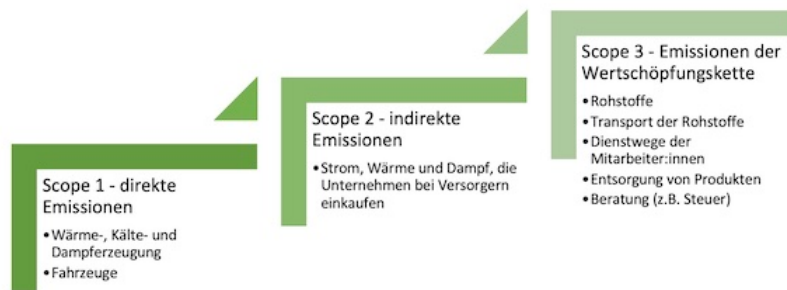 Scope 1 - direkte
Emissionen
•Wärme-, Kälte- und
Dampferzeugung
•Fahrzeuge
Scope 2 - indirekte
Emissionen
•Strom, Wärme und Dampf, die
Unternehmen bei Versorgern
einkaufen
Scope 3 - Emissionen der
Wertschöpfungskette
•Rohstoffe
•Transport der Rohstoffe
•Dienstwege der
Mitarbeiter:innen
•Entsorgung von Produkten
•Beratung (z.B. Steuer)